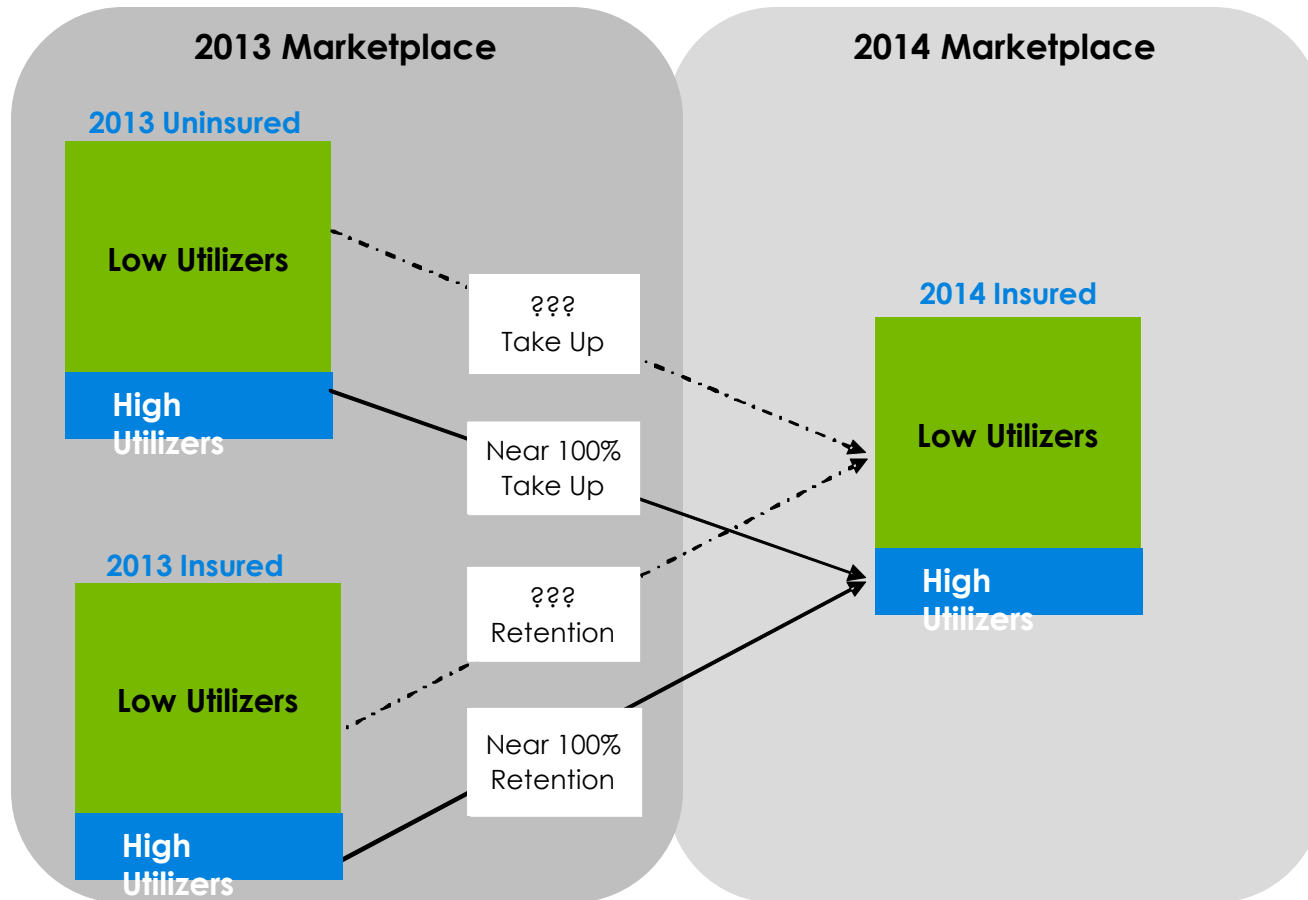 2013 Marketplace
2014 Marketplace
2013 Uninsured
Low Utilizers
High
Utilizers
???
Take Up
Near 100%
Take Up
2013 Insured
Low Utilizers
High
Utilizers
???
Retention
Near 100%
Retention
2014 Insured
Low Utilizers
High
Utilizers